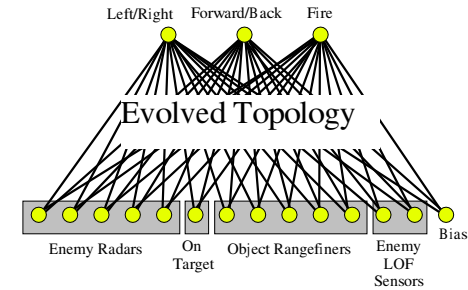 Left/Right Forward/Back Fire
Evolved Topology
Enemy Radars
On
Target
Object Rangefiners
Enemy
LOF
Sensors
Bias